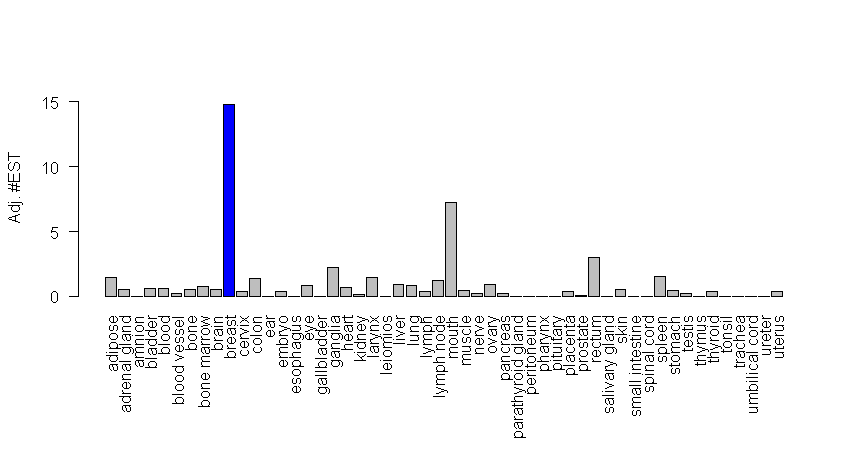 15
10
5
0
Adj. #EST
adipose
adrenal gland
amnion
bladder
blood
blood vessel
bone
bone marrow
brain
breast
cervix
colon
ear
embryo
esophagus
eye
gallbladder
ganglia
heart
kidney
larynx
leiomios
liver
lung
lymph
lymph node
mouth
muscle
nerve
ovary
pancreas
parathyroid gland
peritoneum
pharynx
pituitary
placenta
prostate
rectum
salivary gland
skin
small intestine
spinal cord
spleen
stomach
testis
thymus
thyroid
tonsil
trachea
umbilical cord
ureter
uterus